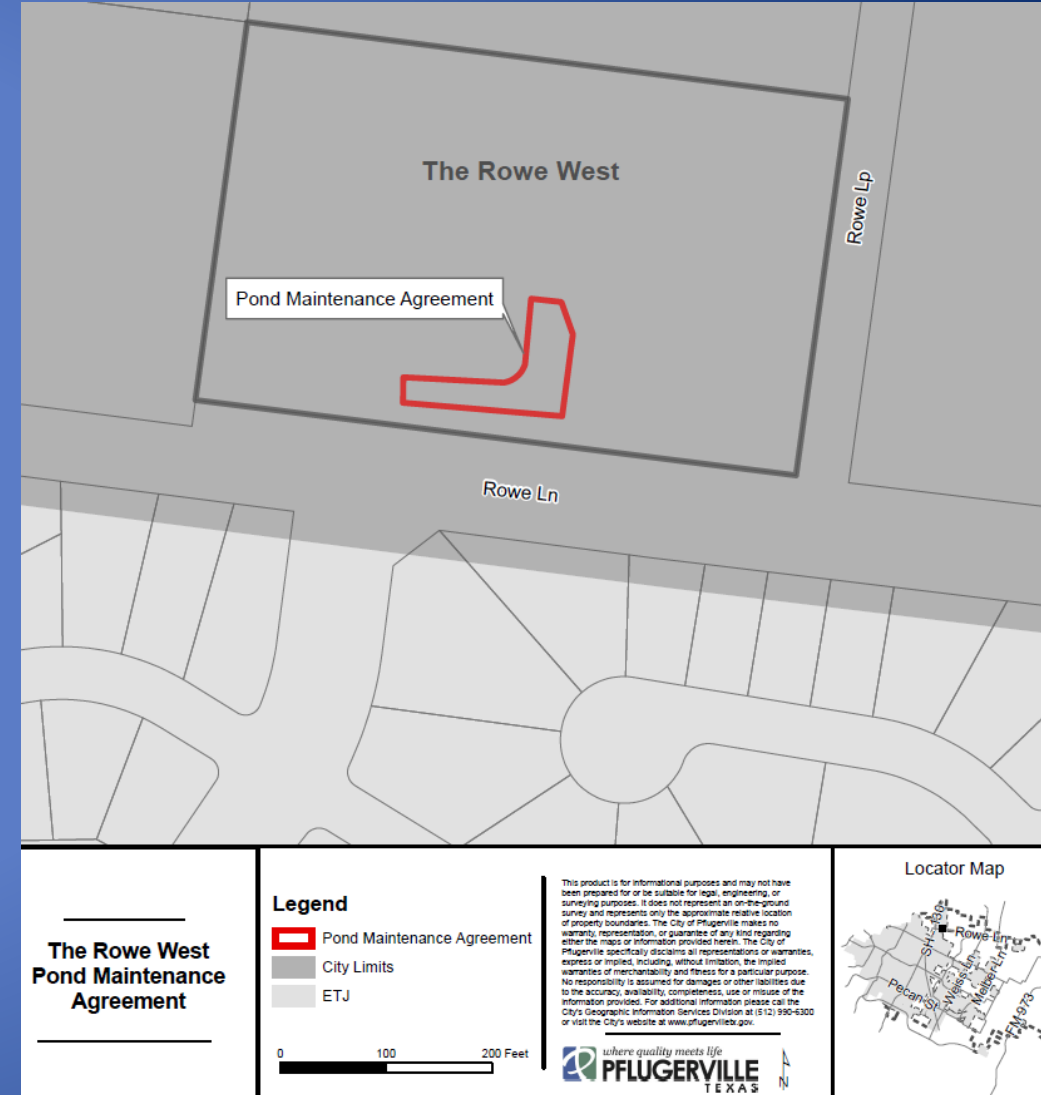 The Rowe West
Rowe Lp
Pond Maintenance Agreement
Rowe Ln
The Rowe West
Pond Maintenance
Agreement
Legend
Pond Maintenance Agreement
City Limits
ETJ
0 100 200 Feet
This product is for informational purposes and may not have
been prepared for or be suitable for legal, engineering, or
surveying purposes. It does not represent an on-the-ground
survey and represents only the approximate relative location
of property boundaries. The City of Pflugerville makes no
warranty, representation, or guarantee of any kind regarding
either the maps or information provided herein. The City of
Pflugerville specifically disclaims all representations or warranties,
express or implied, including, without limitation, the implied
warranties of merchantability and fitness for a particular purpose.
No responsibility is assumed for damages or other liabilities due
to the accuracy, availability, completeness, use or misuse of the
information provided. For additional information please call the
City's Geographic Information Services Division at (512) 990-6300
or visit the City's website at www.pflugervilletx.gov.
where quality meets life
PFLUGERVILLE
TEXAS
N
Locator Map
SH - 130
Rowe Ln
Pecan St
Weiss Ln
Melber Ln
FM 973